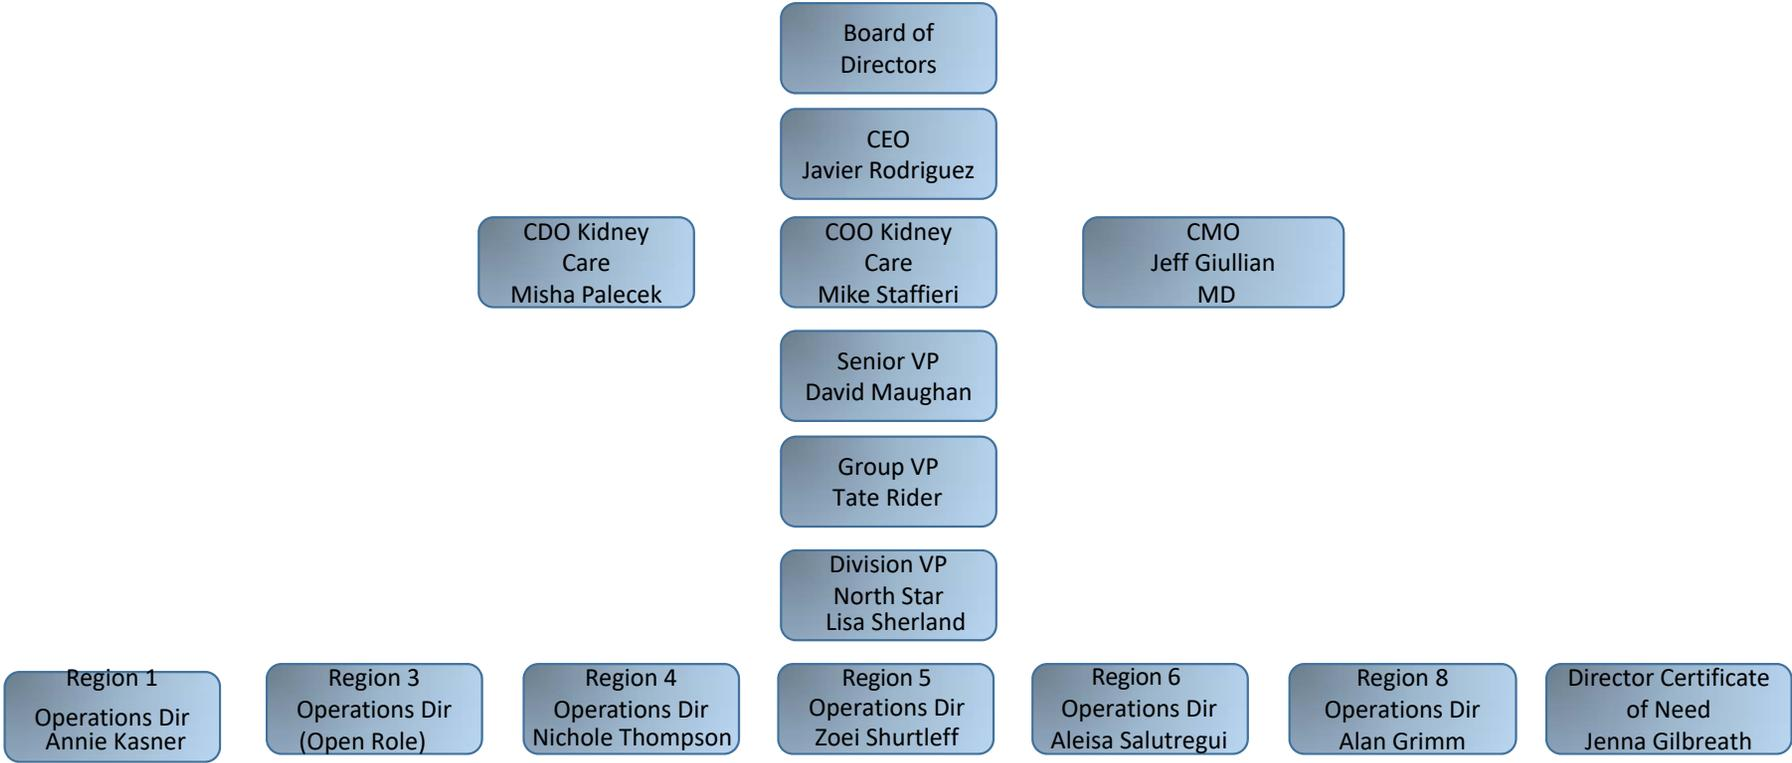 Board of
Directors
CEO
Javier Rodriguez
CDO Kidney
Care
Misha Palecek
COO Kidney
Care
Mike Staffieri
CMO
Jeff Giullian
MD
Senior VP
David Maughan
Group VP
Tate Rider
Division VP
North Star
Lisa Sherland
Region 1
Operations Dir
Annie Kasner
Region 3
Operations Dir
(Open Role)
Region 4
Operations Dir
Nichole Thompson
Region 5
Operations Dir
Zoei Shurtleff
Region 6
Operations Dir
Aleisa Salutregui
Region 8
Operations Dir
Alan Grimm
Director Certificate
of Need
Jenna Gilbreath